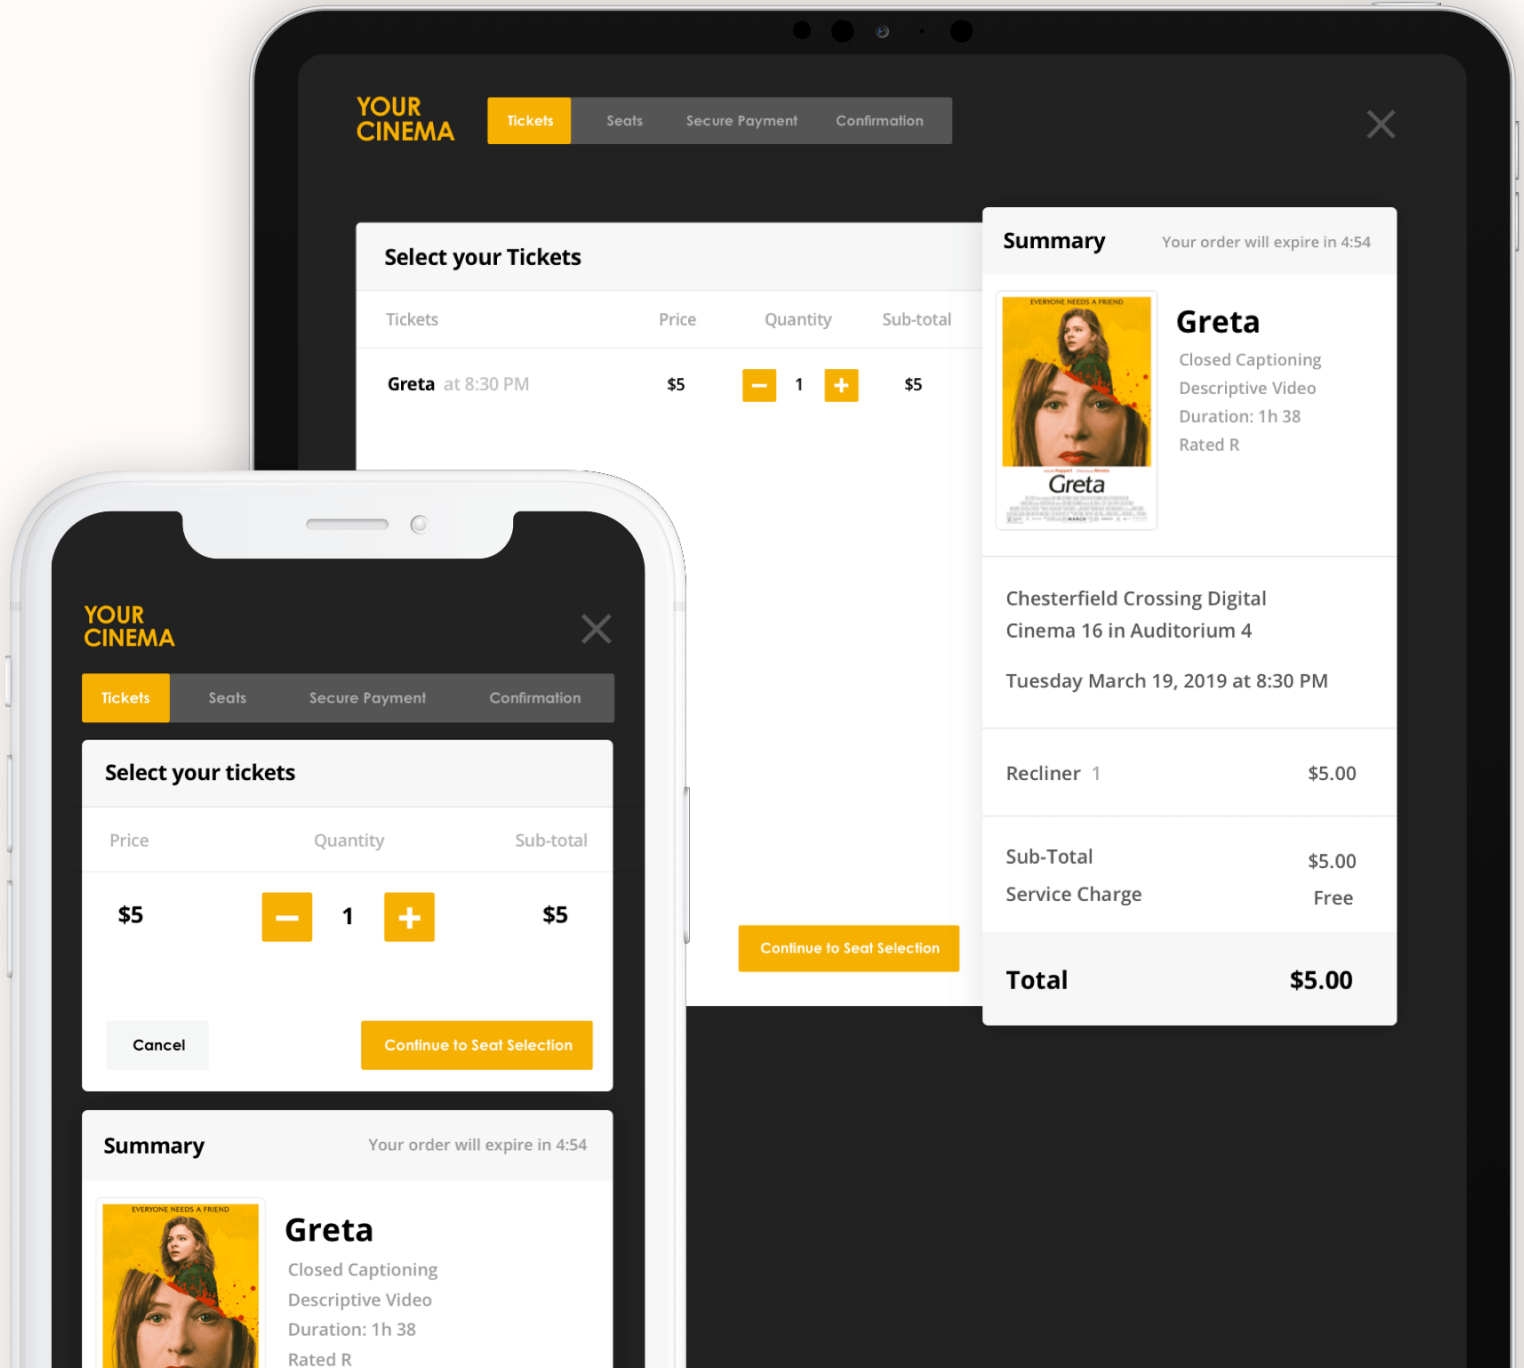 YOUR
CINEMA
Tickets Seats Secure Payment Confirmation
Select your Tickets
Tickets Price Quantity Sub-total
Greta at 8:30 PM $5 1 $5
Continue to Seat Selection
Summary Your order will expire in 4:54
EVERYONE NEEDS A FRIEND
Greta
MARCH
Greta
Closed Captioning
Descriptive Video
Duration: 1h 38
Rated R
Chesterfield Crossing Digital
Cinema 16 in Auditorium 4
Tuesday March 19, 2019 at 8:30 PM
Recliner 1 $5.00
Sub-Total $5.00
Service Charge Free
Total $5.00
YOUR
CINEMA
Tickets Seats Secure Payment Confirmation
Select your tickets
Price Quantity Sub-total
$5 1 $5
Cancel Continue to Seat Selection
Summary Your order will expire in 4:54
EVERYONE NEEDS A FRIEND
Greta
Closed Captioning
Descriptive Video
Duration: 1h 38
Rated R